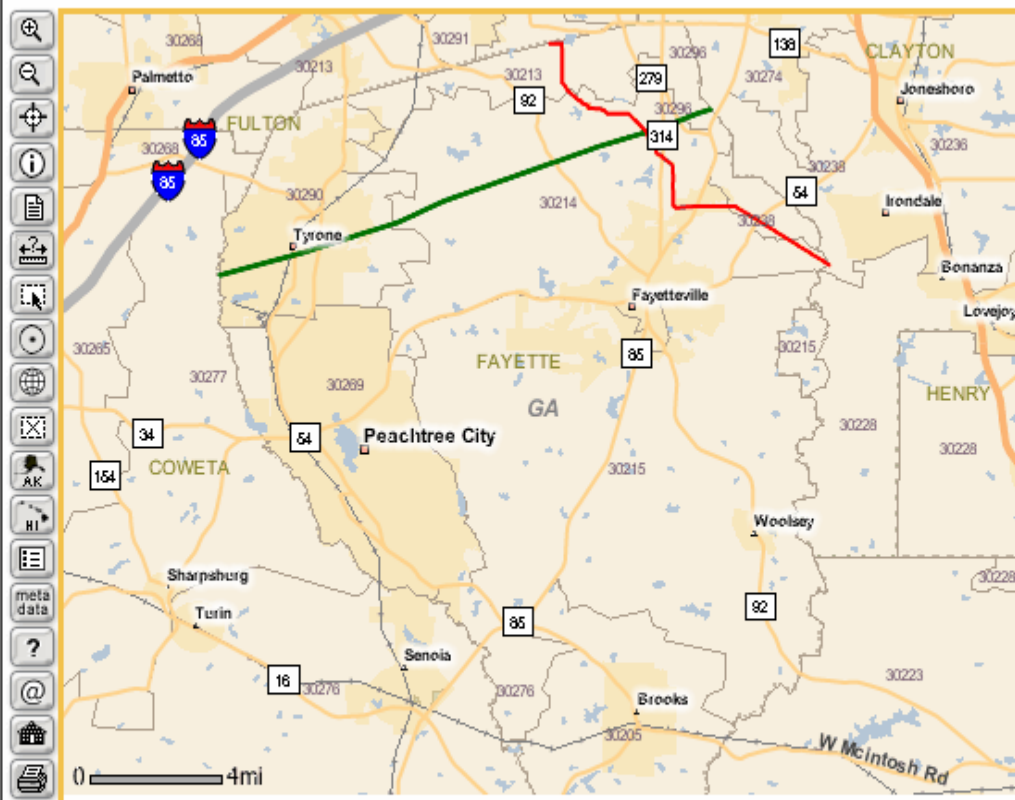 30268
30291
138
CLAYTON
30296
30213
Palmetto
30213
279
30274
Jonesboro
92
30296
FULTON
85
314
30236
30268
85
30238
54
30290
30214
Irondale
30238
Tyrone
Bonanza
Fayetteville
Lovejoy
30265
85
30215
FAYETTE
30277
30269
HENRY
GA
34
54
Peachtree City
30228
30228
COWETA
154
30215
AK
HI
Woolsey
Sharpsburg
30228
meta
data
92
Turin
85
?
Senoia
30223
16
30276
30276
@
Brooks
30205
W McIntosh Rd
0
4mi